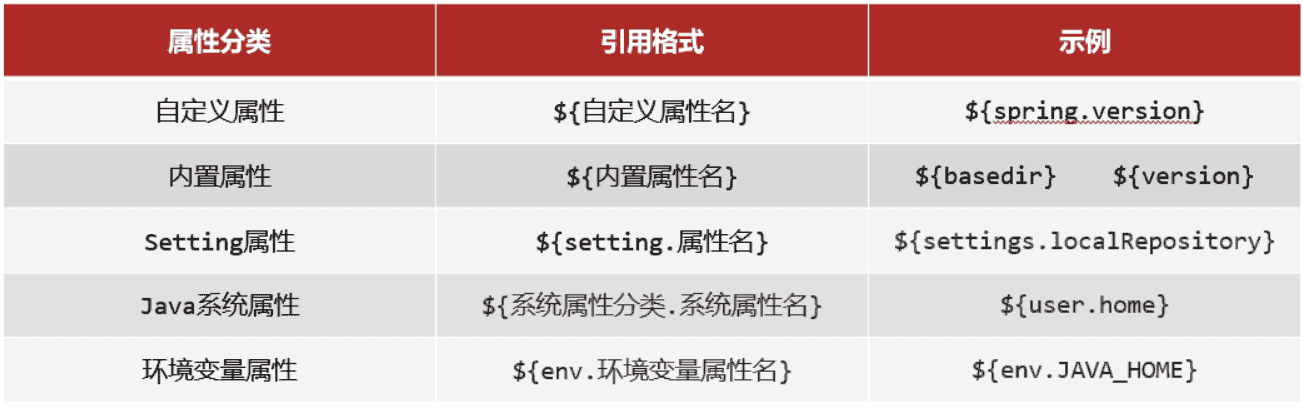 属性分类 引用格式 示例
自定义属性 ${自定义属性名} ${spring.version}
内置属性 ${内置属性名} ${basedir} ${version}
Setting属性 ${setting.属性名} ${settings.localRepository}
Java系统属性 ${系统属性分类.系统属性名} ${user.home}
环境变量属性 ${env.环境变量属性名} ${env.JAVA_HOME}